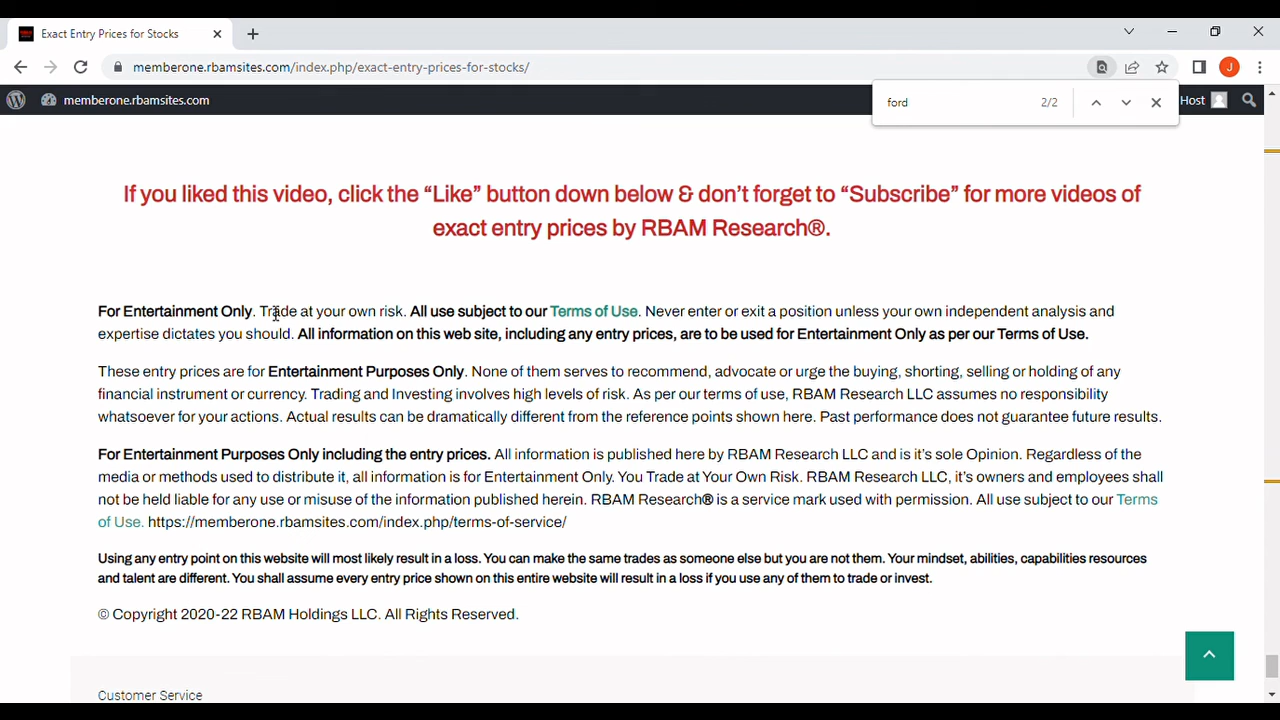 Exact Entry Prices for Stocks
memberone.rbamsites.com/index.php/exact-entry-prices-for-stocks/
J
memberone.rbamsites.com
ford 2/2
Host
If you liked this video, click the “Like” button down below & don’t forget to “Subscribe” for more videos of
exact entry prices by RBAM Research®.
For Entertainment Only. Trade at your own risk. All use subject to our Terms of Use. Never enter or exit a position unless your own independent analysis and
expertise dictates you should. All information on this web site, including any entry prices, are to be used for Entertainment Only as per our Terms of Use.
These entry prices are for Entertainment Purposes Only. None of them serves to recommend, advocate or urge the buying, shorting, selling or holding of any
financial instrument or currency. Trading and Investing involves high levels of risk. As per our terms of use, RBAM Research LLC assumes no responsibility
whatsoever for your actions. Actual results can be dramatically different from the reference points shown here. Past performance does not guarantee future results.
For Entertainment Purposes Only including the entry prices. All information is published here by RBAM Research LLC and is it’s sole Opinion. Regardless of the
media or methods used to distribute it, all information is for Entertainment Only. You Trade at Your Own Risk. RBAM Research LLC, it’s owners and employees shall
not be held liable for any use or misuse of the information published herein. RBAM Research® is a service mark used with permission. All use subject to our Terms
of Use. https://memberone.rbamsites.com/index.php/terms-of-service/
Using any entry point on this website will most likely result in a loss. You can make the same trades as someone else but you are not them. Your mindset, abilities, capabilities resources
and talent are different. You shall assume every entry price shown on this entire website will result in a loss if you use any of them to trade or invest.
© Copyright 2020-22 RBAM Holdings LLC. All Rights Reserved.
Customer Service